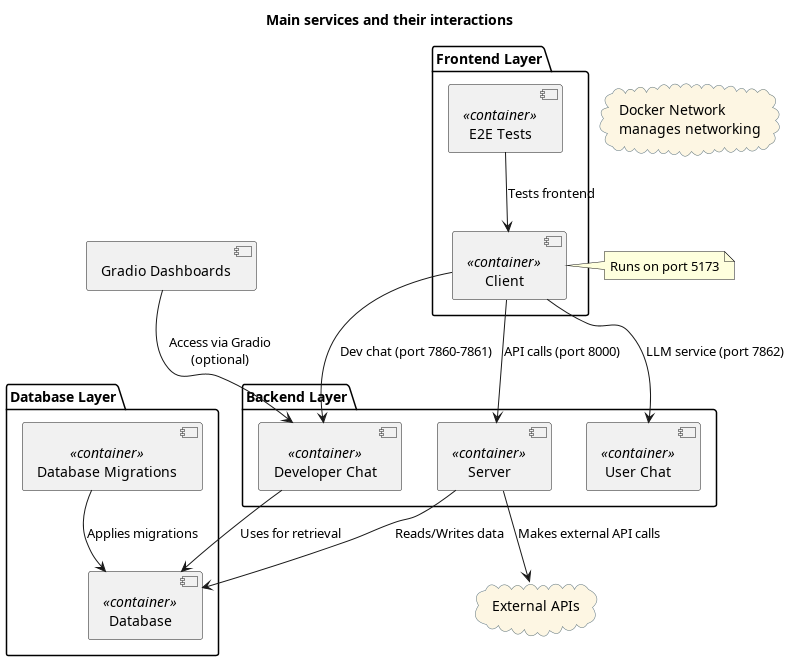 Main services and their interactions
Frontend Layer
«container»
E2E Tests
Docker Network
manages networking
Tests frontend
Gradio Dashboards
«container»
Client
Runs on port 5173
Access via Gradio
(optional)
Dev chat (port 7860-7861)
API calls (port 8000)
LLM service (port 7862)
Database Layer
Backend Layer
«container»
Database Migrations
«container»
Developer Chat
«container»
Server
«container»
User Chat
Applies migrations
Uses for retrieval
Reads/Writes data
Makes external API calls
«container»
Database
External APIs